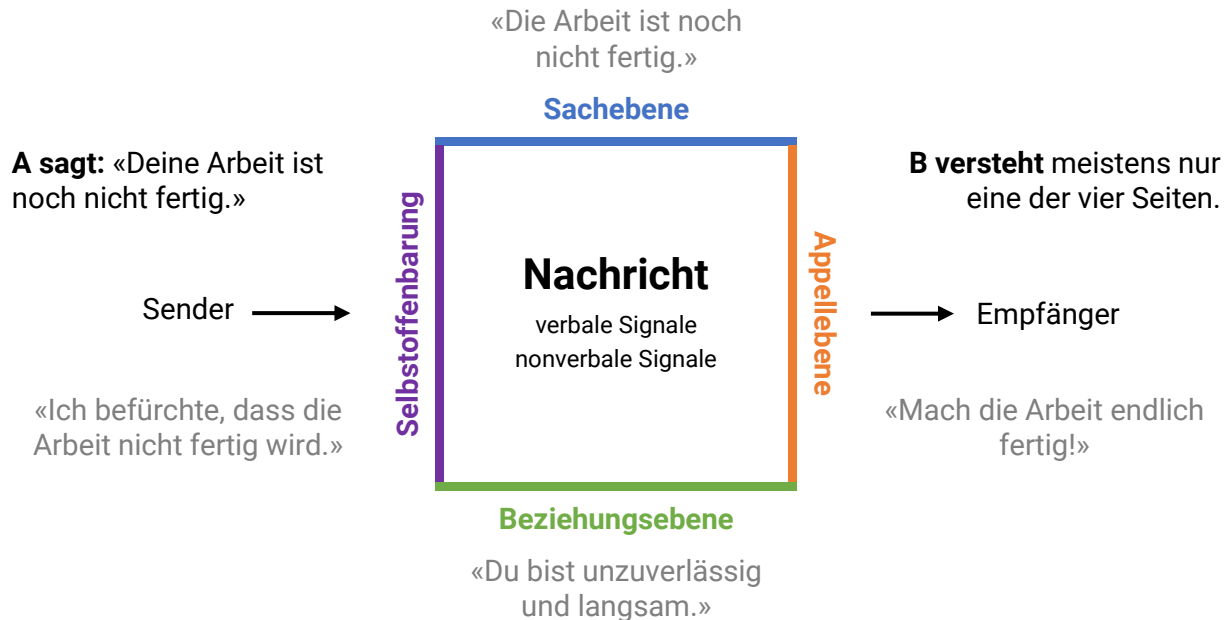 «Die Arbeit ist noch
nicht fertig.»
Sachebene
A sagt: «Deine Arbeit ist
noch nicht fertig.»
B versteht meistens nur
eine der vier Seiten.
Selbstoffenbarung
Appellebene
Nachricht
verbale Signale
nonverbale Signale
Sender
Empfänger
«Ich befürchte, dass die
Arbeit nicht fertig wird.»
«Mach die Arbeit endlich
fertig!»
Beziehungsebene
«Du bist unzuverlässig
und langsam.»